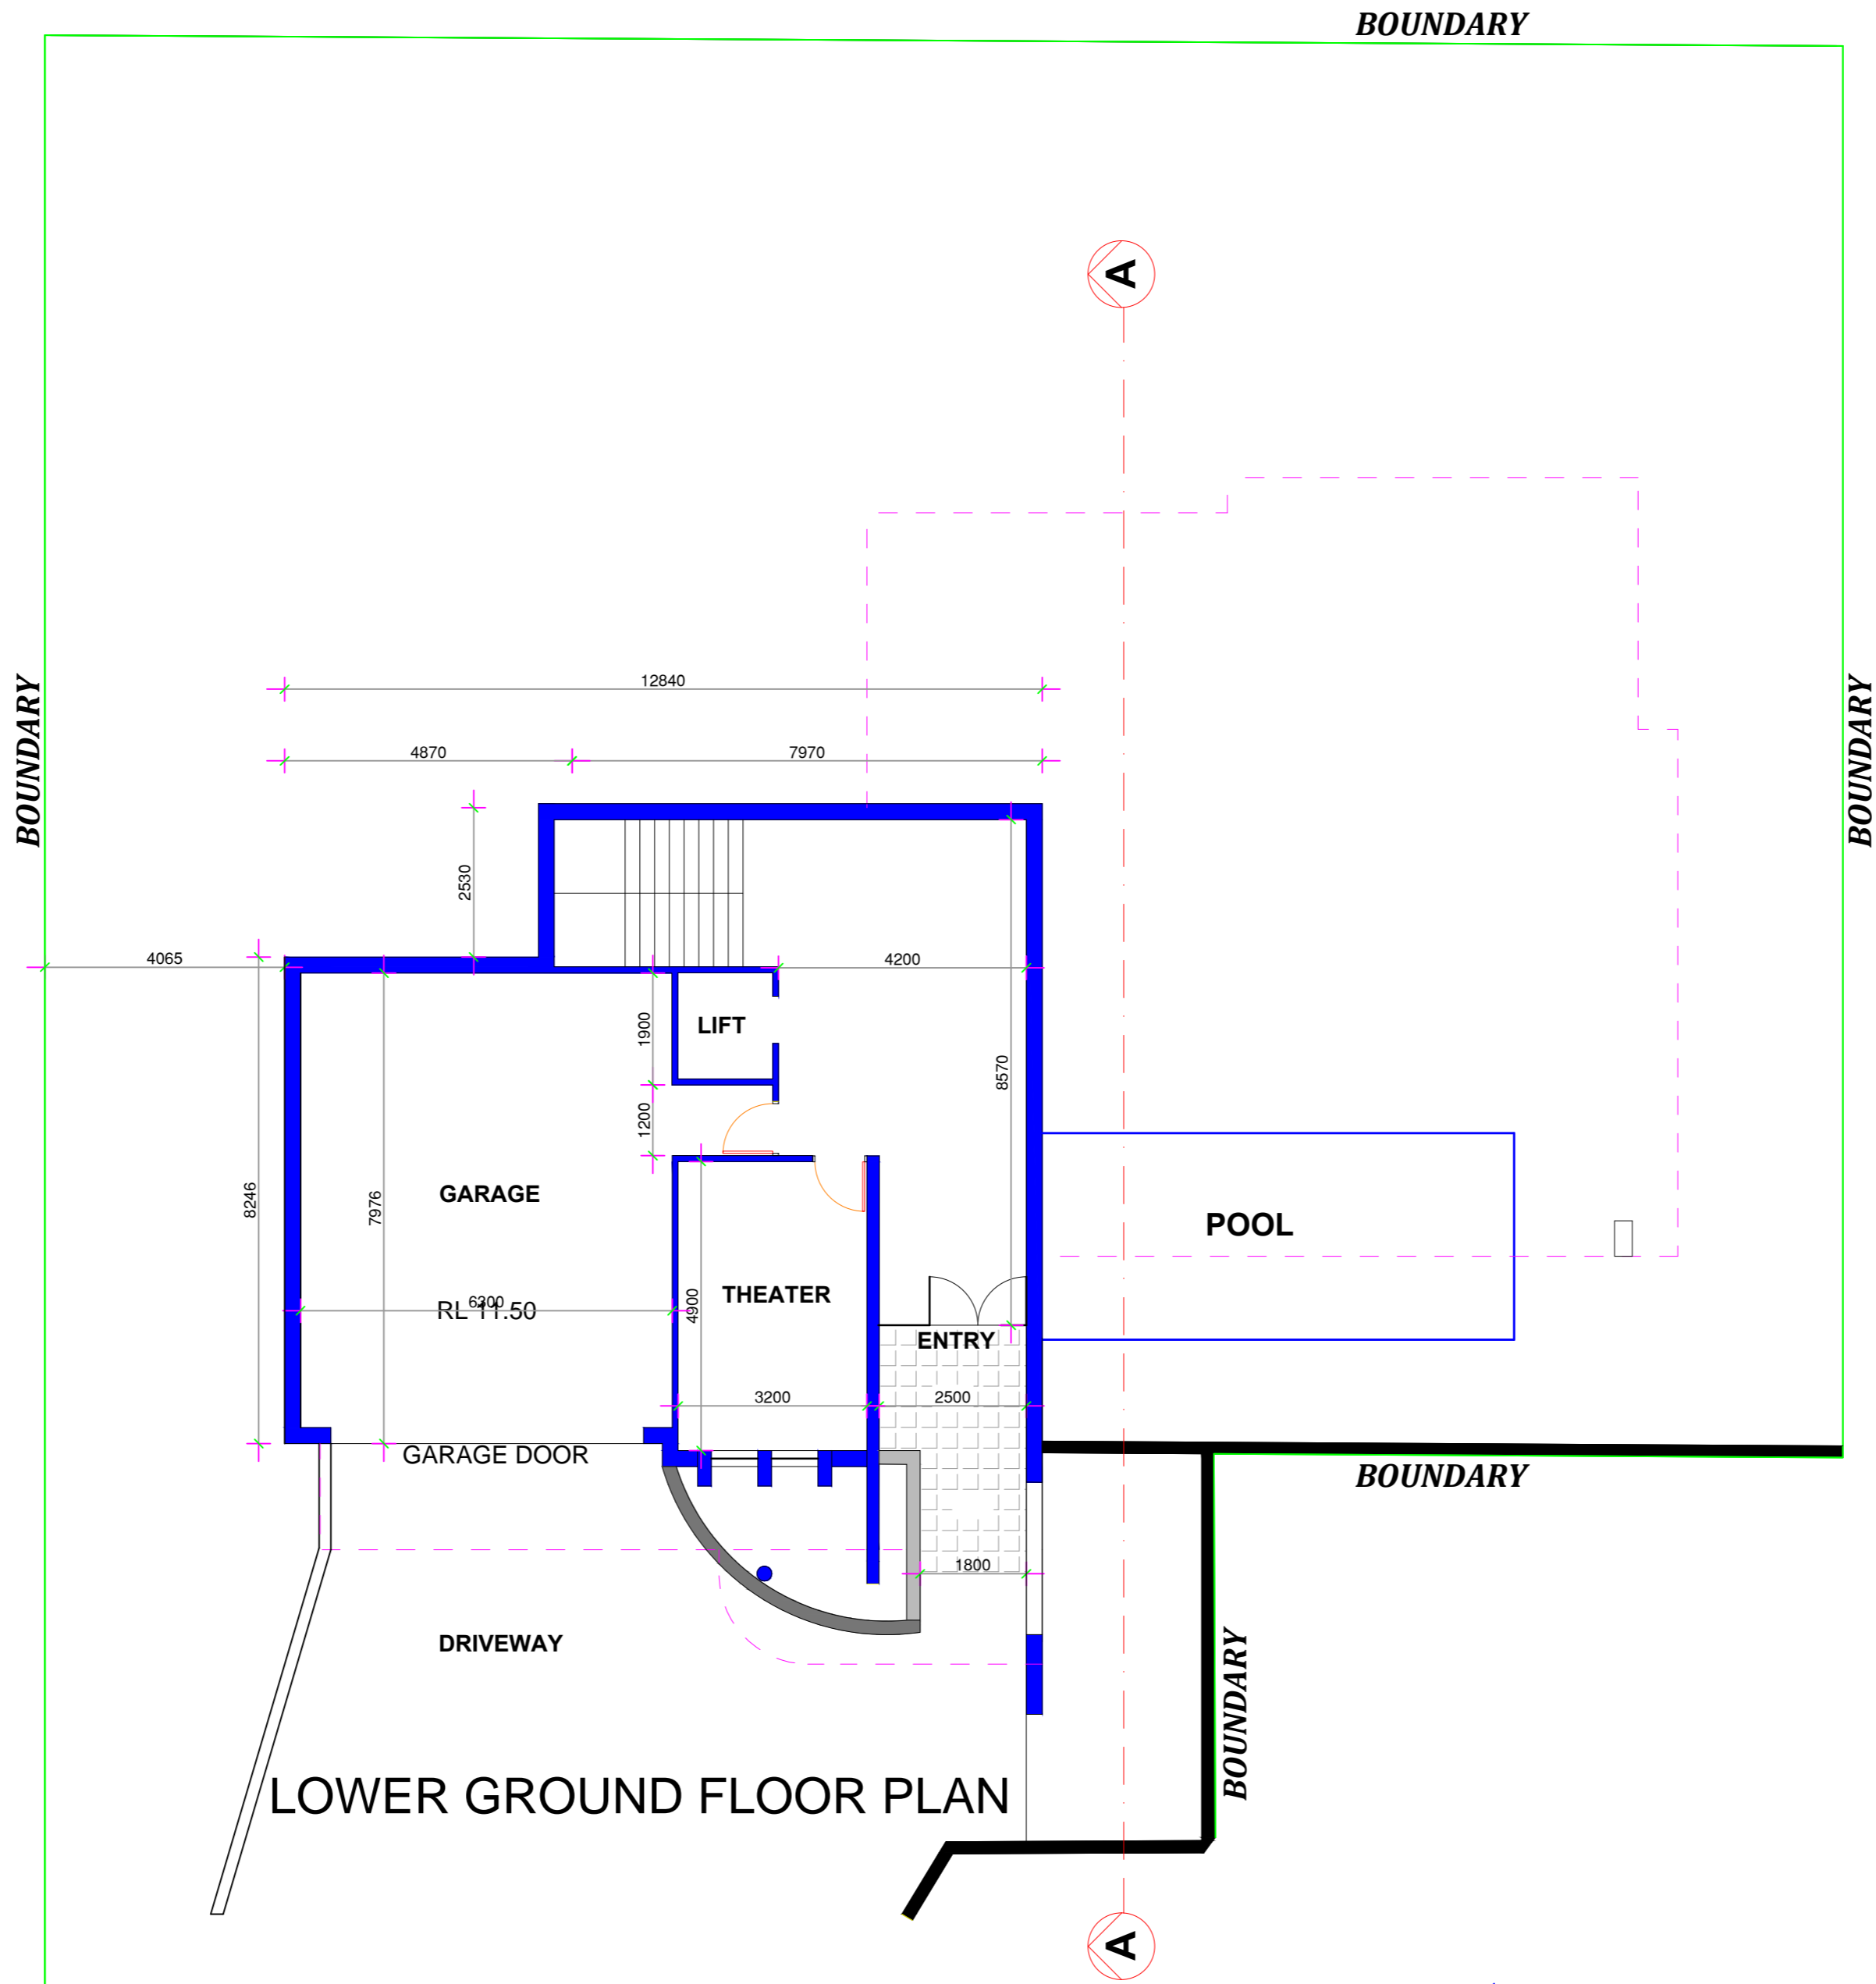 BOUNDARY
A
BOUNDARY
BOUNDARY
12840
4870
7970
2530
4065
4200
1900
LIFT
8570
1200
8246
7976
GARAGE
POOL
4900
THEATER
6300
RL 11.50
ENTRY
3200
2500
GARAGE DOOR
BOUNDARY
1800
DRIVEWAY
BOUNDARY
LOWER GROUND FLOOR PLAN
A